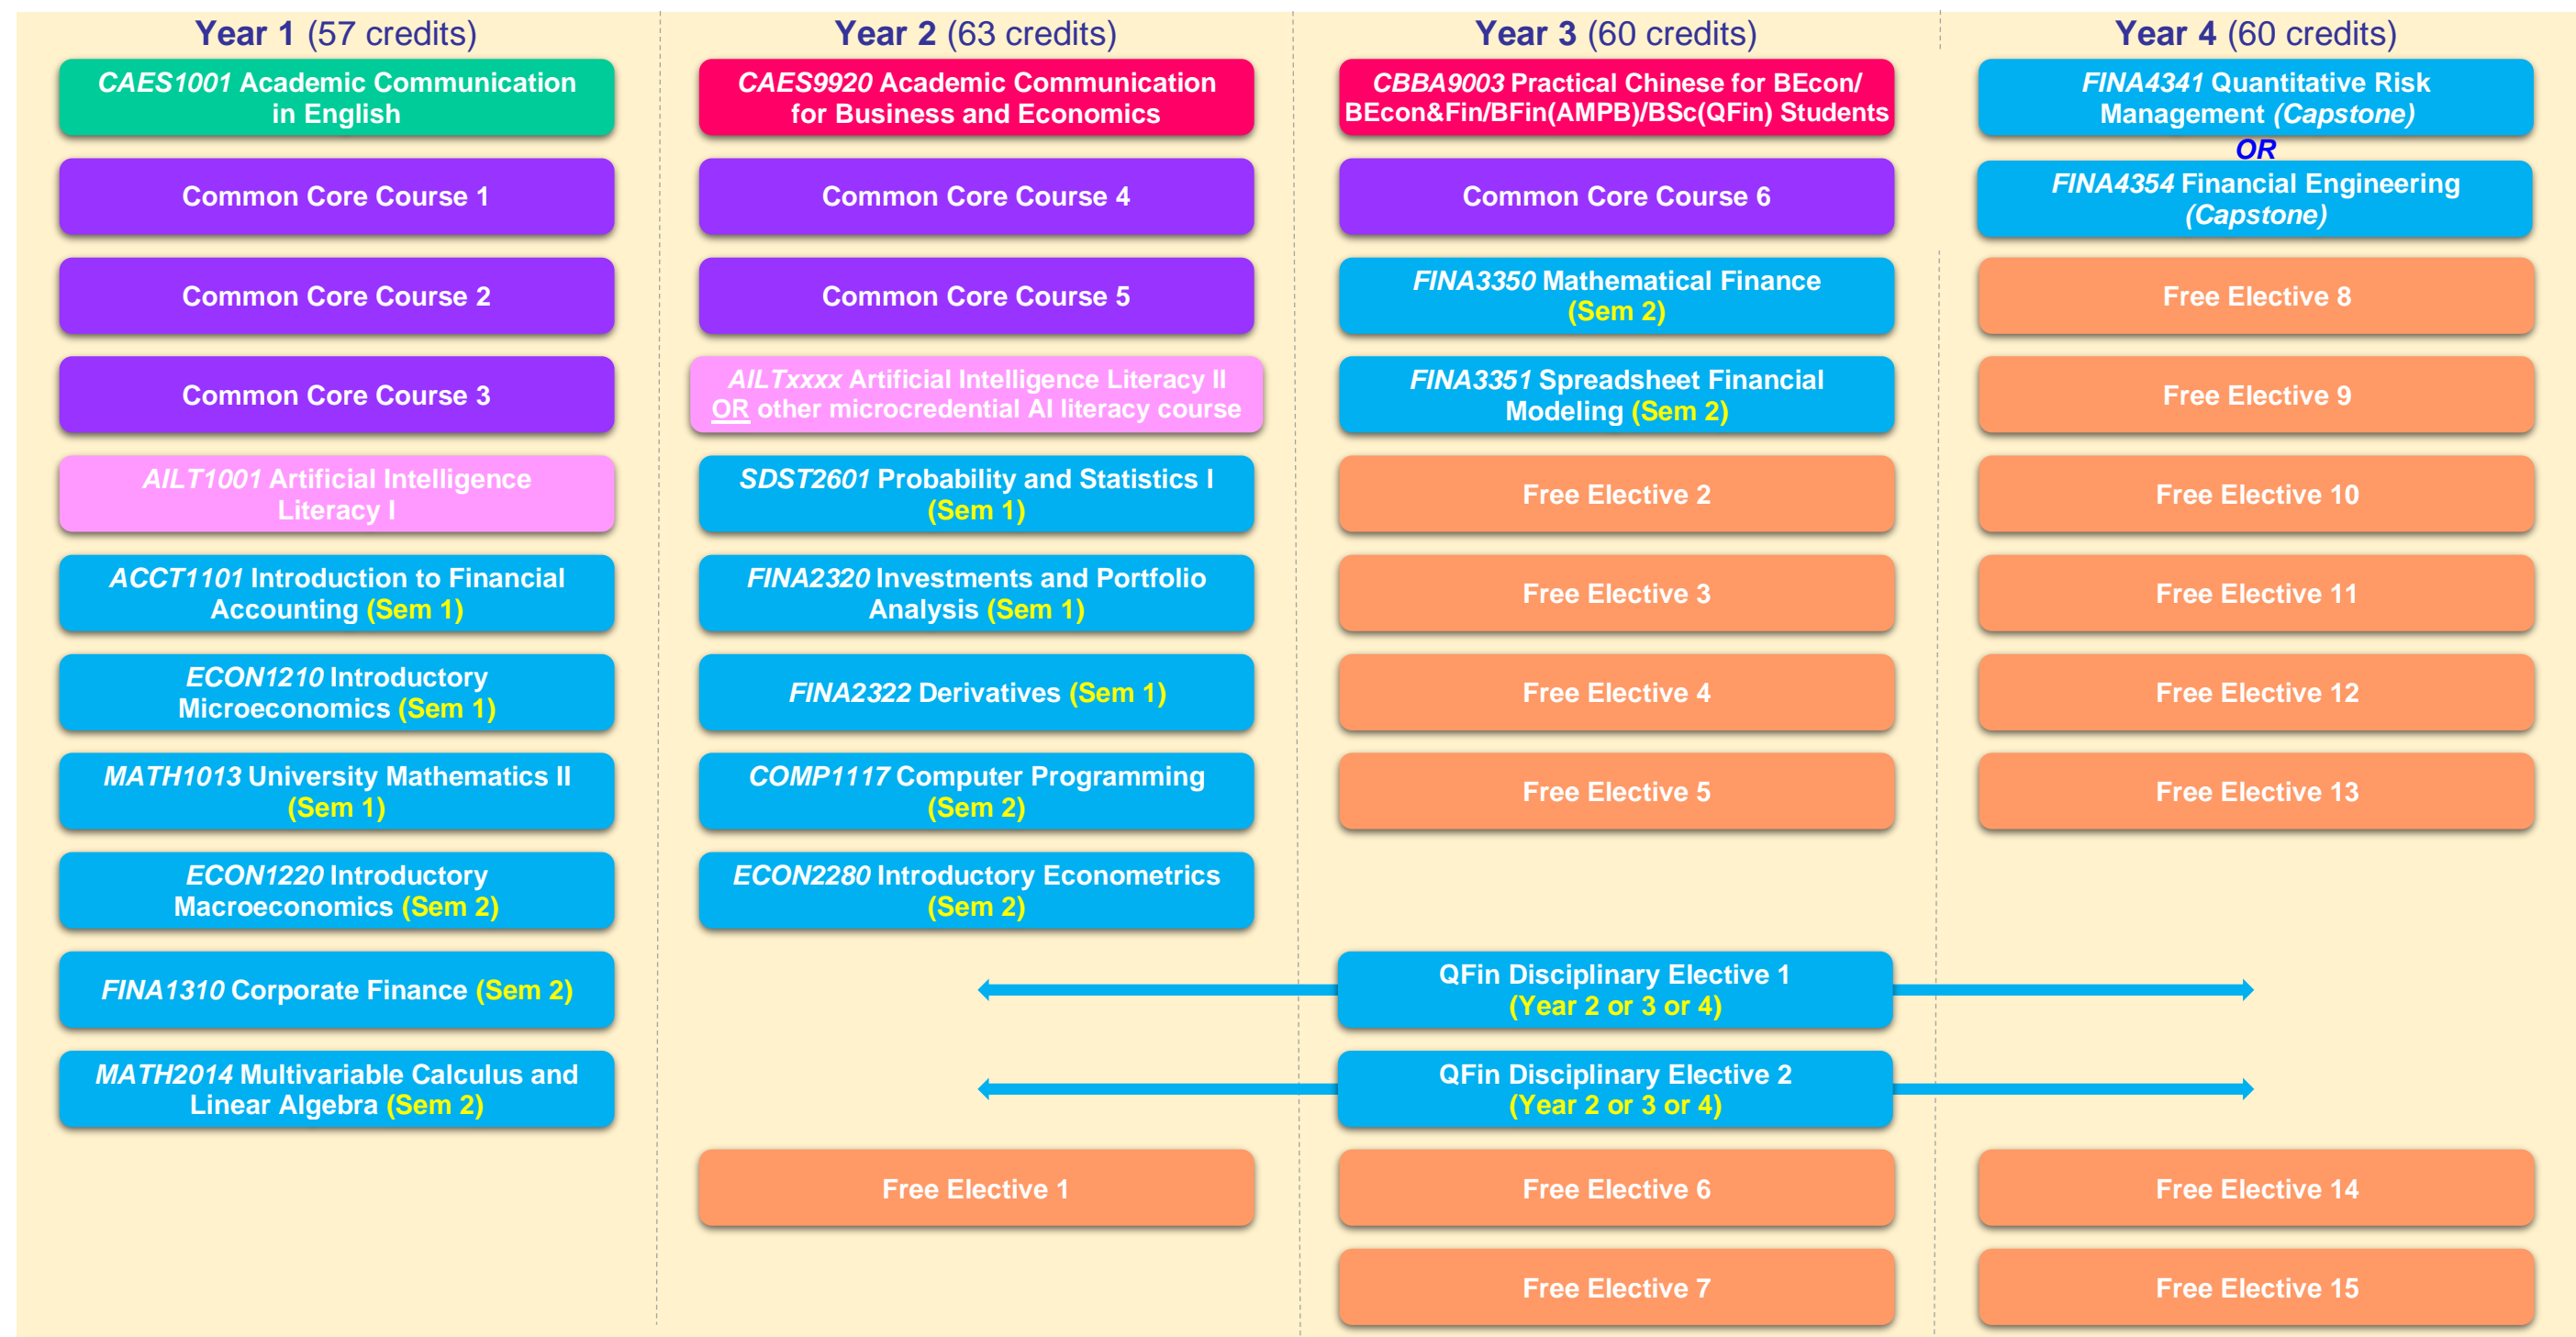 Year 1 (57 credits)
CAES1001 Academic Communication
in English
Common Core Course 1
Common Core Course 2
Common Core Course 3
AILT1001 Artificial Intelligence
Literacy I
ACCT1101 Introduction to Financial
Accounting (Sem 1)
ECON1210 Introductory
Microeconomics (Sem 1)
MATH1013 University Mathematics II
(Sem 1)
ECON1220 Introductory
Macroeconomics (Sem 2)
FINA1310 Corporate Finance (Sem 2)
MATH2014 Multivariable Calculus and
Linear Algebra (Sem 2)
Year 2 (63 credits)
CAES9920 Academic Communication
for Business and Economics
Common Core Course 4
Common Core Course 5
AILTxxxx Artificial Intelligence Literacy II
OR other microcredential AI literacy course
SDST2601 Probability and Statistics I
(Sem 1)
FINA2320 Investments and Portfolio
Analysis (Sem 1)
FINA2322 Derivatives (Sem 1)
COMP1117 Computer Programming
(Sem 2)
ECON2280 Introductory Econometrics
(Sem 2)
Free Elective 1
Year 3 (60 credits)
CBBA9003 Practical Chinese for BEcon/
BEcon&Fin/BFin(AMPB)/BSc(QFin) Students
Common Core Course 6
FINA3350 Mathematical Finance
(Sem 2)
FINA3351 Spreadsheet Financial
Modeling (Sem 2)
Free Elective 2
Free Elective 3
Free Elective 4
Free Elective 5
QFin Disciplinary Elective 1
(Year 2 or 3 or 4)
QFin Disciplinary Elective 2
(Year 2 or 3 or 4)
Free Elective 6
Free Elective 7
Year 4 (60 credits)
FINA4341 Quantitative Risk
Management (Capstone)
OR
FINA4354 Financial Engineering
(Capstone)
Free Elective 8
Free Elective 9
Free Elective 10
Free Elective 11
Free Elective 12
Free Elective 13
Free Elective 14
Free Elective 15